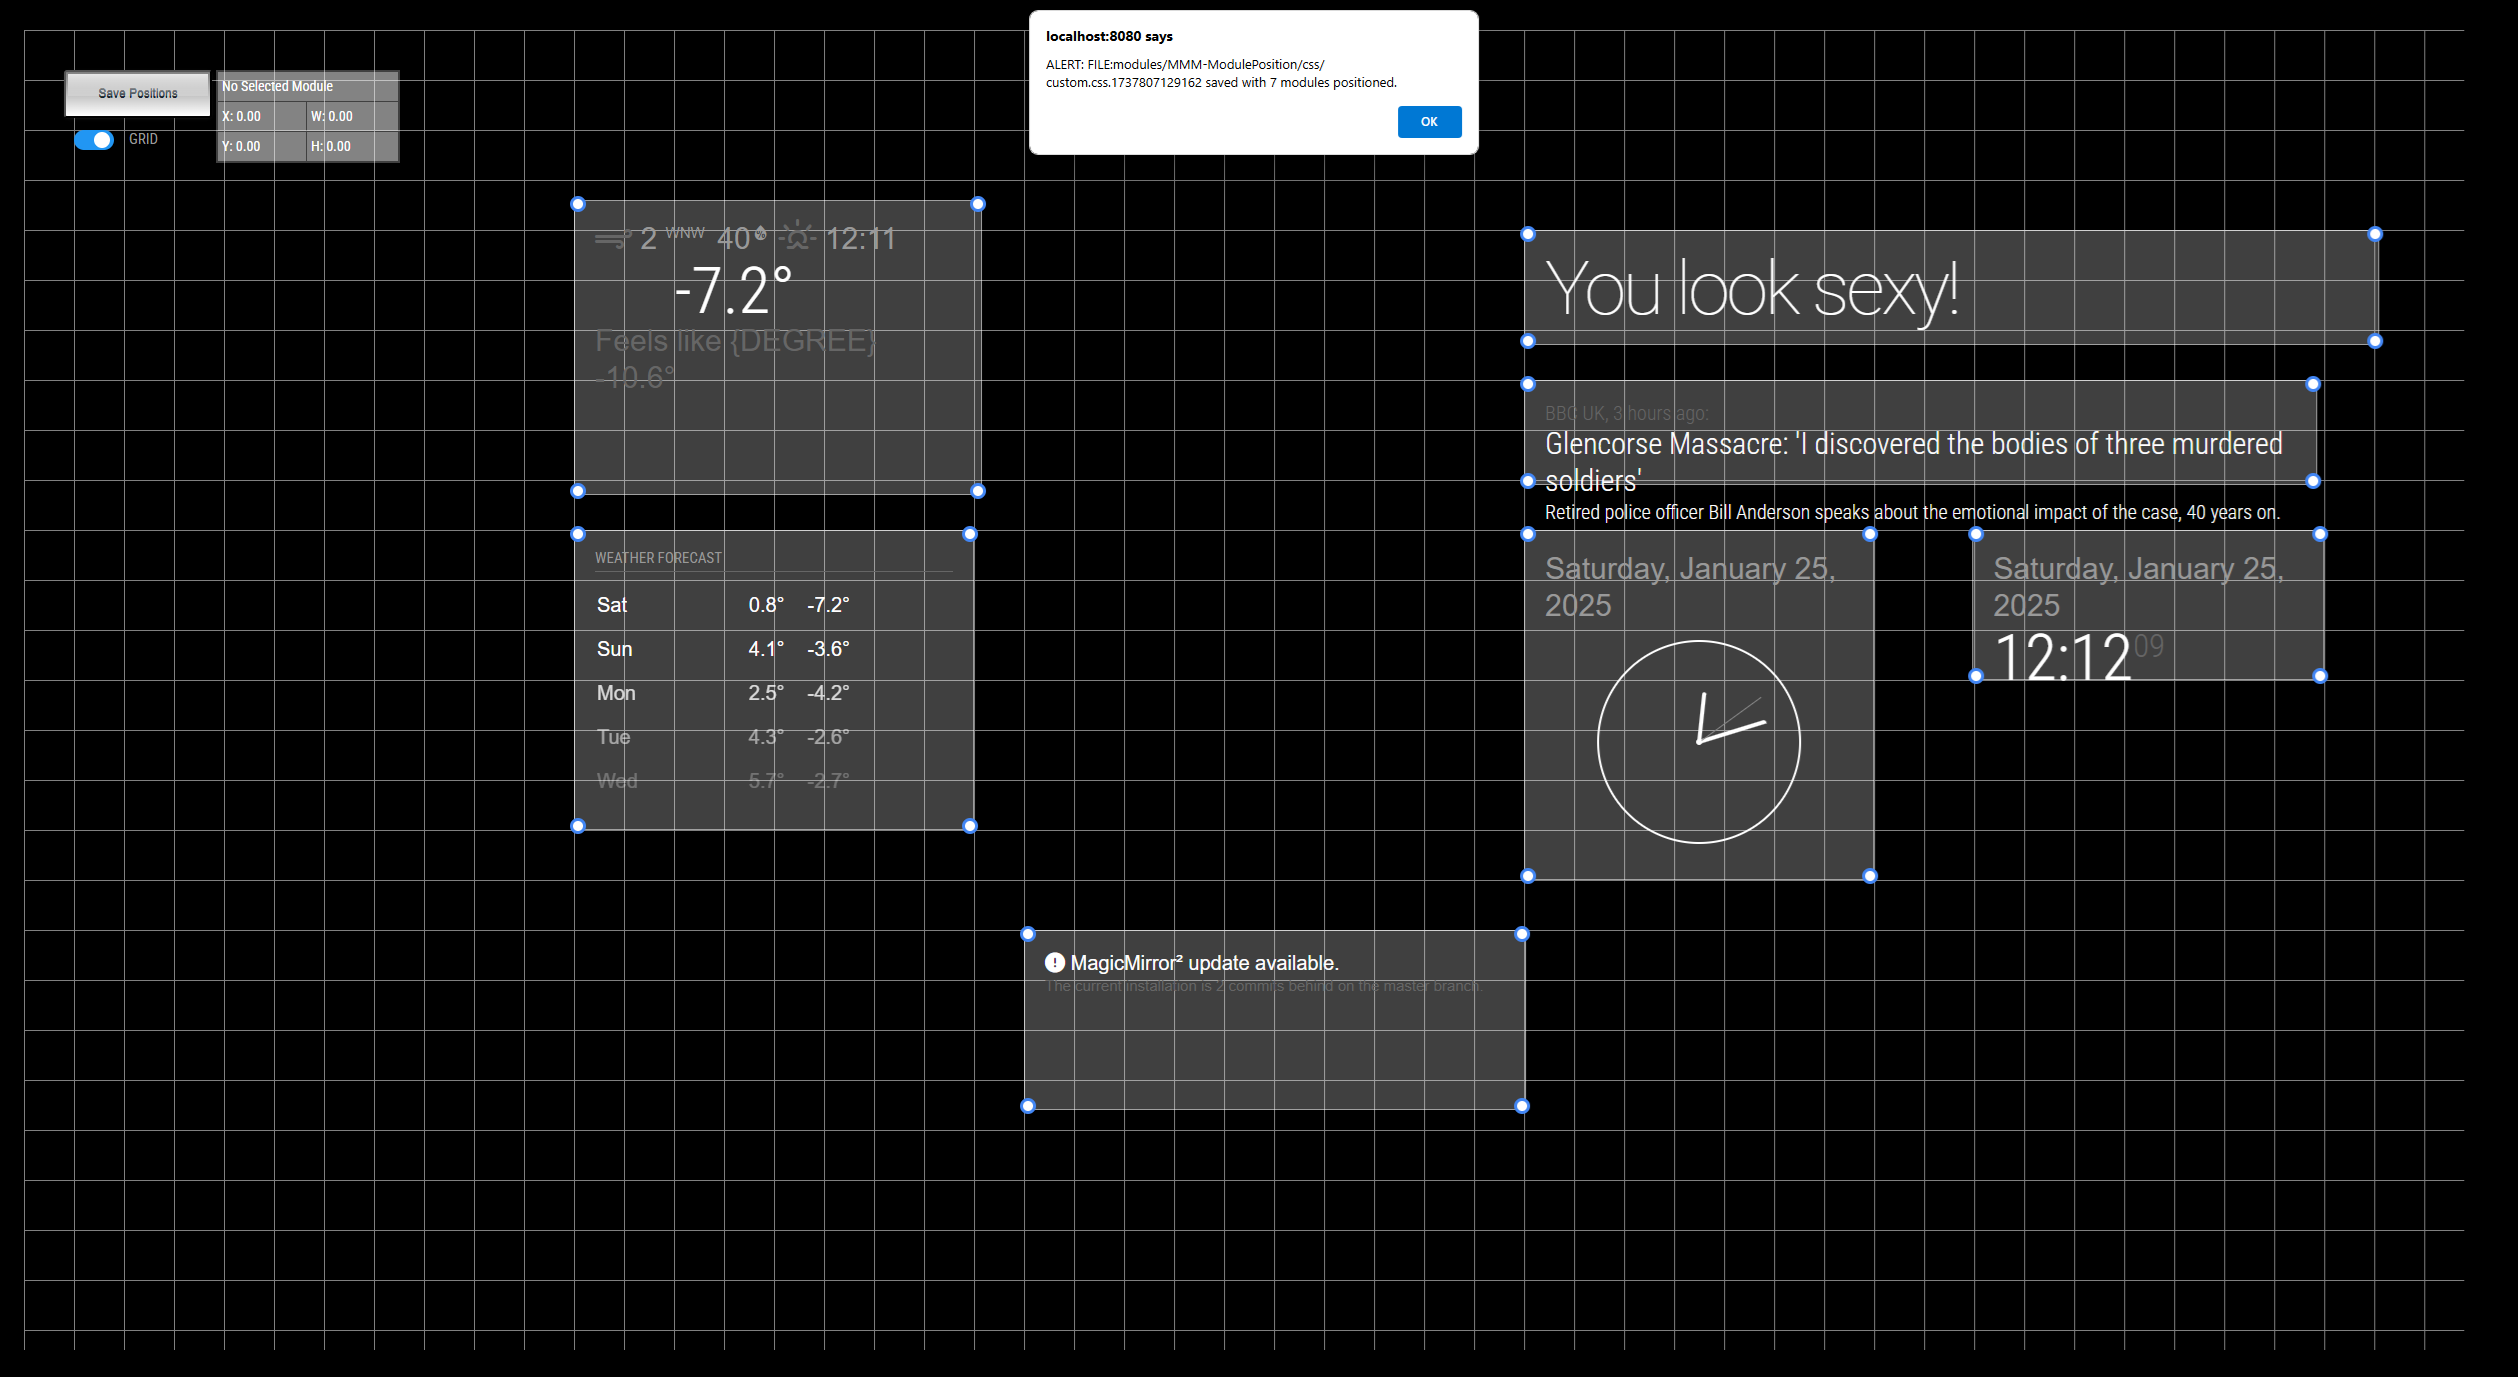 localhost:8080 says
ALERT: FILE:modules/MMM-ModulePosition/css/
custom.css.1737807129162 saved with 7 modules positioned.
OK
Save Positions
GRID
No Selected Module
X: 0.00 W: 0.00
Y: 0.00 H: 0.00
2 WNW 40% 12:11
-7.2°
Feels like {DEGREE}
-10.6°
WEATHER FORECAST
Sat 0.8° -7.2°
Sun 4.1° -3.6°
Mon 2.5° -4.2°
Tue 4.3° -2.6°
Wed 5.7° -2.7°
You look sexy!
BBC UK, 3 hours ago:
Glencorse Massacre: 'I discovered the bodies of three murdered
soldiers'
Retired police officer Bill Anderson speaks about the emotional impact of the case, 40 years on.
Saturday, January 25,
2025
Saturday, January 25,
2025
12:12 09
MagicMirror² update available.
The current installation is 2 commits behind on the master branch.